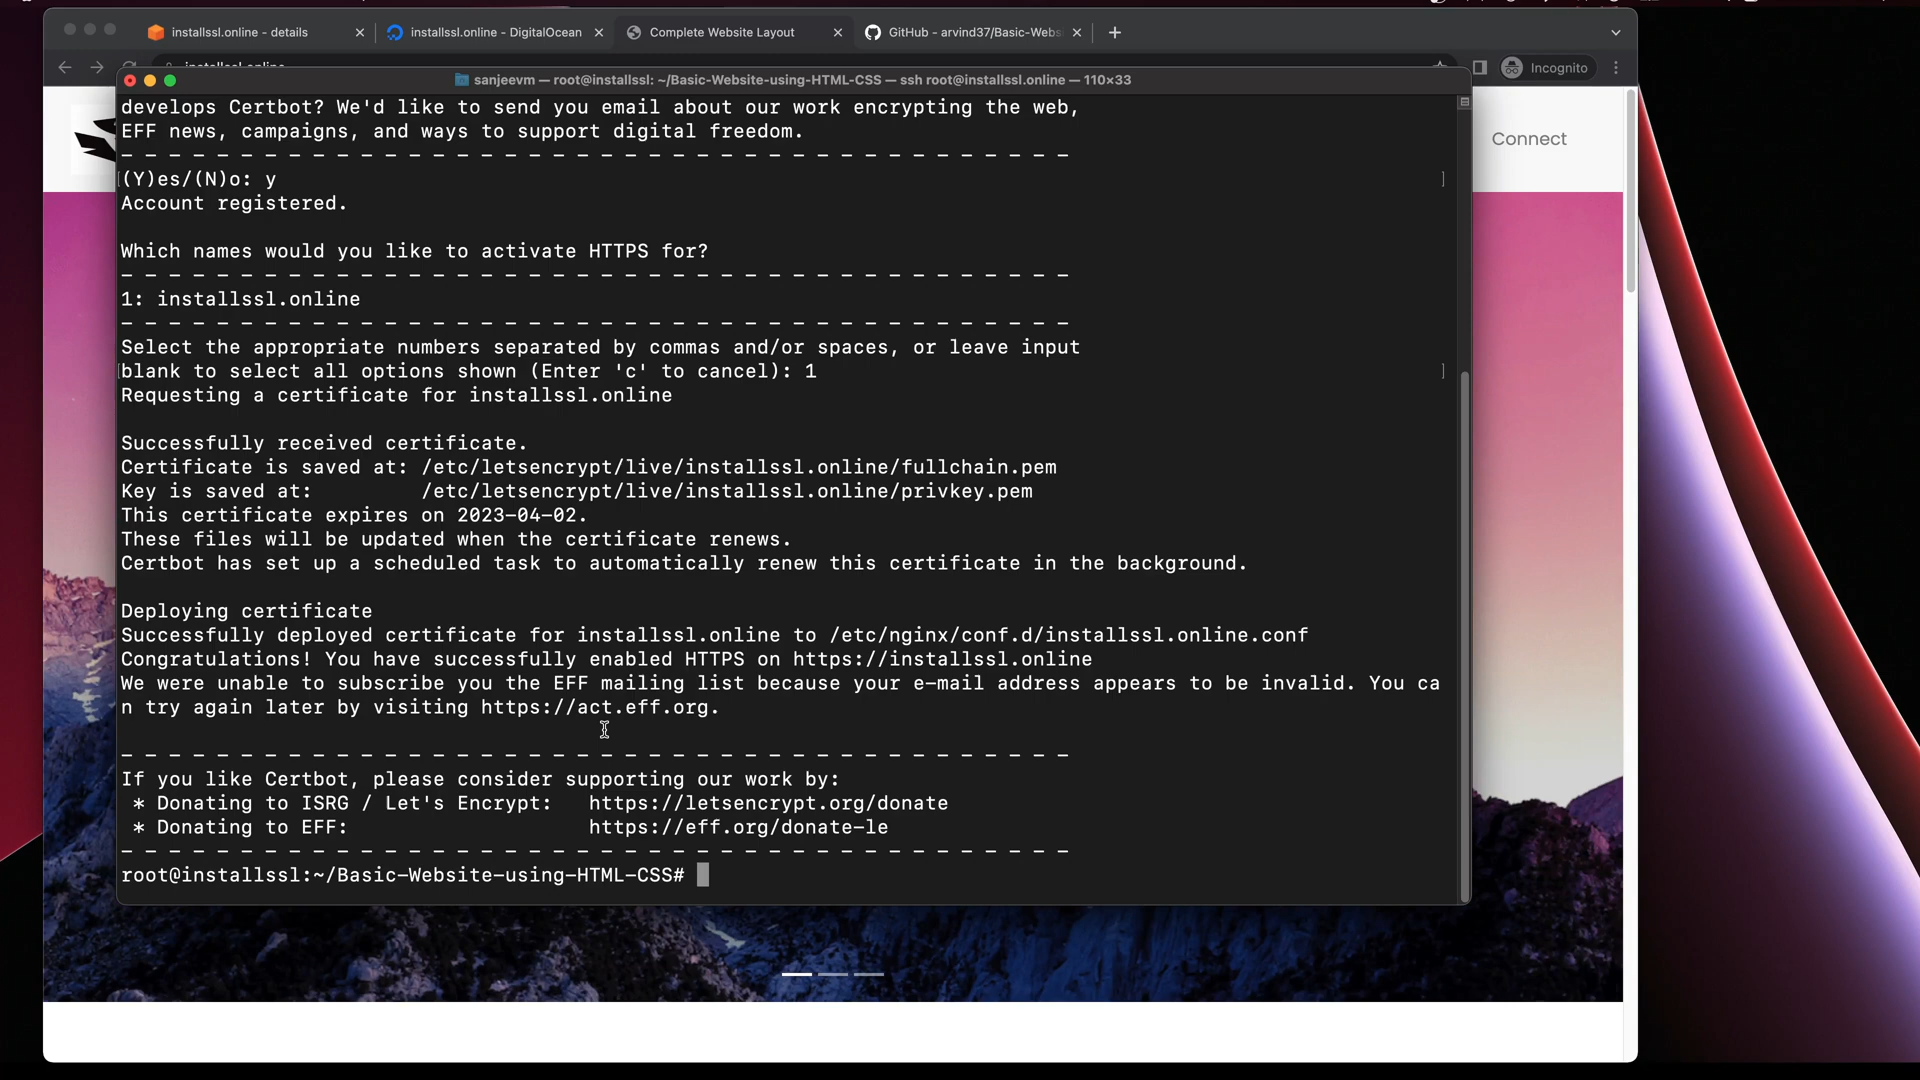 installssl.online - details
installssl.online - DigitalOcean
Complete Website Layout
GitHub - arvind37/Basic-Webs
Incognito
sanjeevm — root@installssl: ~/Basic-Website-using-HTML-CSS — ssh root@installssl.online — 110×33
Connect
develops Certbot? We'd like to send you email about our work encrypting the web,
EFF news, campaigns, and ways to support digital freedom.
- - - - - - - - - - - - - - - - - - - - - - - - - - - - - - - - - - - - - - - -
(Y)es/(N)o: y
Account registered.
Which names would you like to activate HTTPS for?
- - - - - - - - - - - - - - - - - - - - - - - - - - - - - - - - - - - - - - - -
1: installssl.online
- - - - - - - - - - - - - - - - - - - - - - - - - - - - - - - - - - - - - - - -
Select the appropriate numbers separated by commas and/or spaces, or leave input
blank to select all options shown (Enter 'c' to cancel): 1
Requesting a certificate for installssl.online
Successfully received certificate.
Certificate is saved at: /etc/letsencrypt/live/installssl.online/fullchain.pem
Key is saved at:         /etc/letsencrypt/live/installssl.online/privkey.pem
This certificate expires on 2023-04-02.
These files will be updated when the certificate renews.
Certbot has set up a scheduled task to automatically renew this certificate in the background.
Deploying certificate
Successfully deployed certificate for installssl.online to /etc/nginx/conf.d/installssl.online.conf
Congratulations! You have successfully enabled HTTPS on https://installssl.online
We were unable to subscribe you the EFF mailing list because your e-mail address appears to be invalid. You ca
n try again later by visiting https://act.eff.org.
- - - - - - - - - - - - - - - - - - - - - - - - - - - - - - - - - - - - - - - -
If you like Certbot, please consider supporting our work by:
* Donating to ISRG / Let's Encrypt:   https://letsencrypt.org/donate
* Donating to EFF:                    https://eff.org/donate-le
- - - - - - - - - - - - - - - - - - - - - - - - - - - - - - - - - - - - - - - -
root@installssl:~/Basic-Website-using-HTML-CSS#